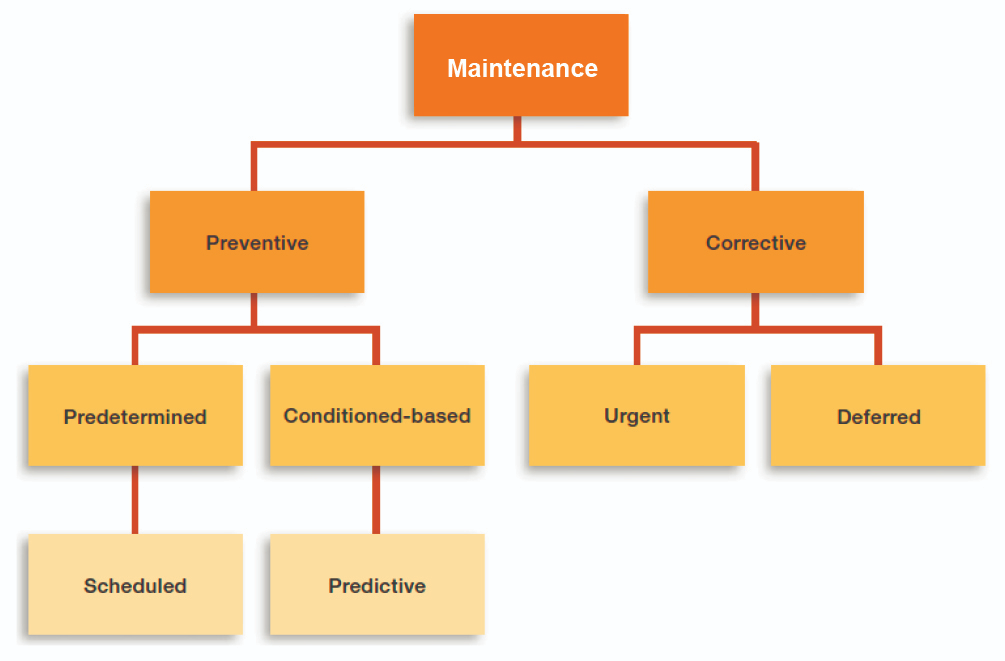 Maintenance
Preventive
Corrective
Predetermined
Conditioned-based
Urgent
Deferred
Scheduled
Predictive